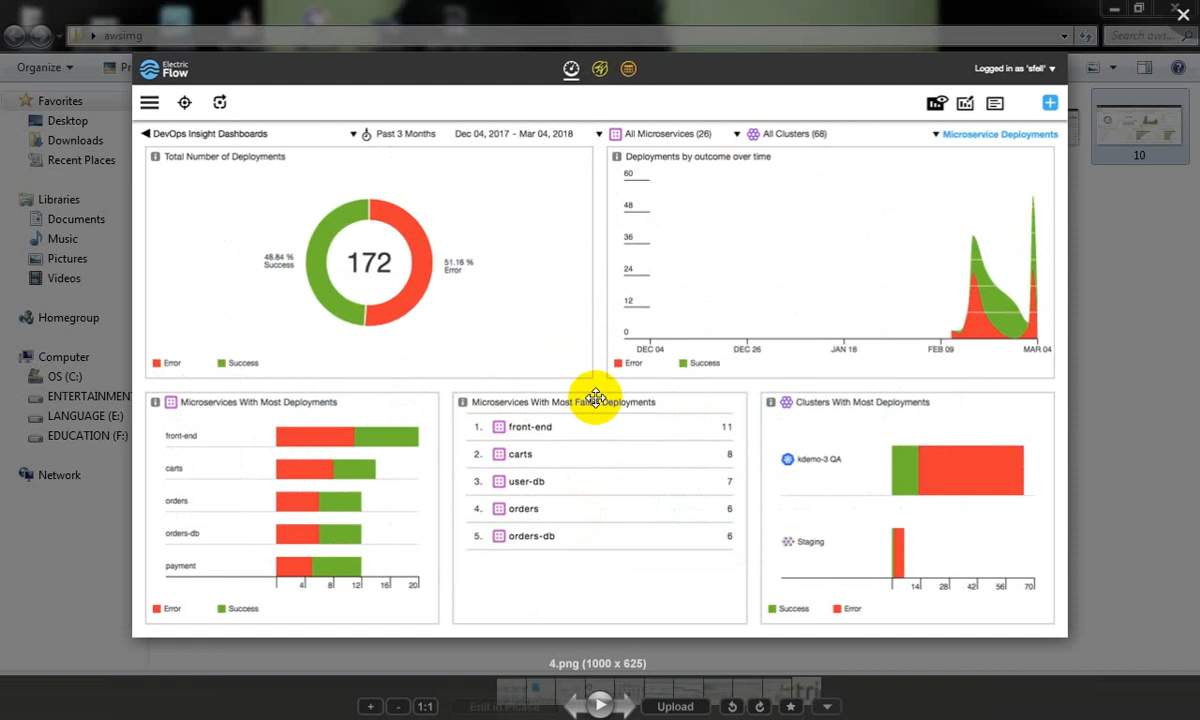 awsimg
Search aws...
Organize
Pr
Favorites
Desktop
Downloads
Recent Places
Libraries
Documents
Music
Pictures
Videos
Homegroup
Computer
OS (C:)
ENTERTAINMENT
LANGUAGE (E:)
EDUCATION (F:)
Network
10
Electric
Flow
Logged in as 'sfell'
DevOps Insight Dashboards
Past 3 Months
Dec 04, 2017 - Mar 04, 2018
All Microservices (26)
All Clusters (68)
Microservice Deployments
Total Number of Deployments
48.84 %
Success
172
51.16 %
Error
Error
Success
Deployments by outcome over time
60
48
36
24
12
0
DEC 04
DEC 26
JAN 18
FEB 09
MAR 04
Error
Success
Microservices With Most Deployments
front-end
carts
orders
orders-db
payment
4
8
12
16
20
Error
Success
Microservices With Most Failed Deployments
1. front-end 11
2. carts 8
3. user-db 7
4. orders 6
5. orders-db 6
Clusters With Most Deployments
kdemo-3 QA
Staging
14
28
42
56
70
Success
Error
4.png (1000 x 625)
+
-
1:1
Edit in Picasa
Upload